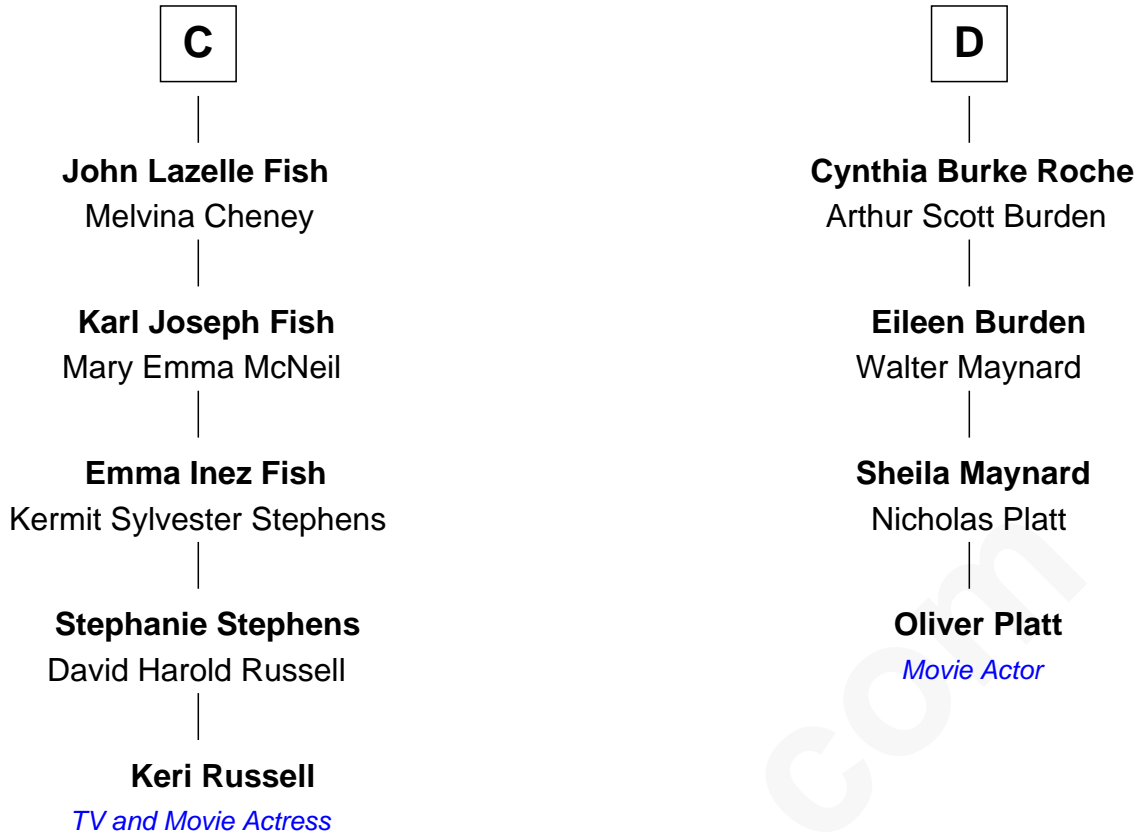 C
John Lazelle Fish
Melvina Cheney
Karl Joseph Fish
Mary Emma McNeil
Emma Inez Fish
Kermit Sylvester Stephens
Stephanie Stephens
David Harold Russell
Keri Russell
TV and Movie Actress
D
Cynthia Burke Roche
Arthur Scott Burden
Eileen Burden
Walter Maynard
Sheila Maynard
Nicholas Platt
Oliver Platt
Movie Actor
com